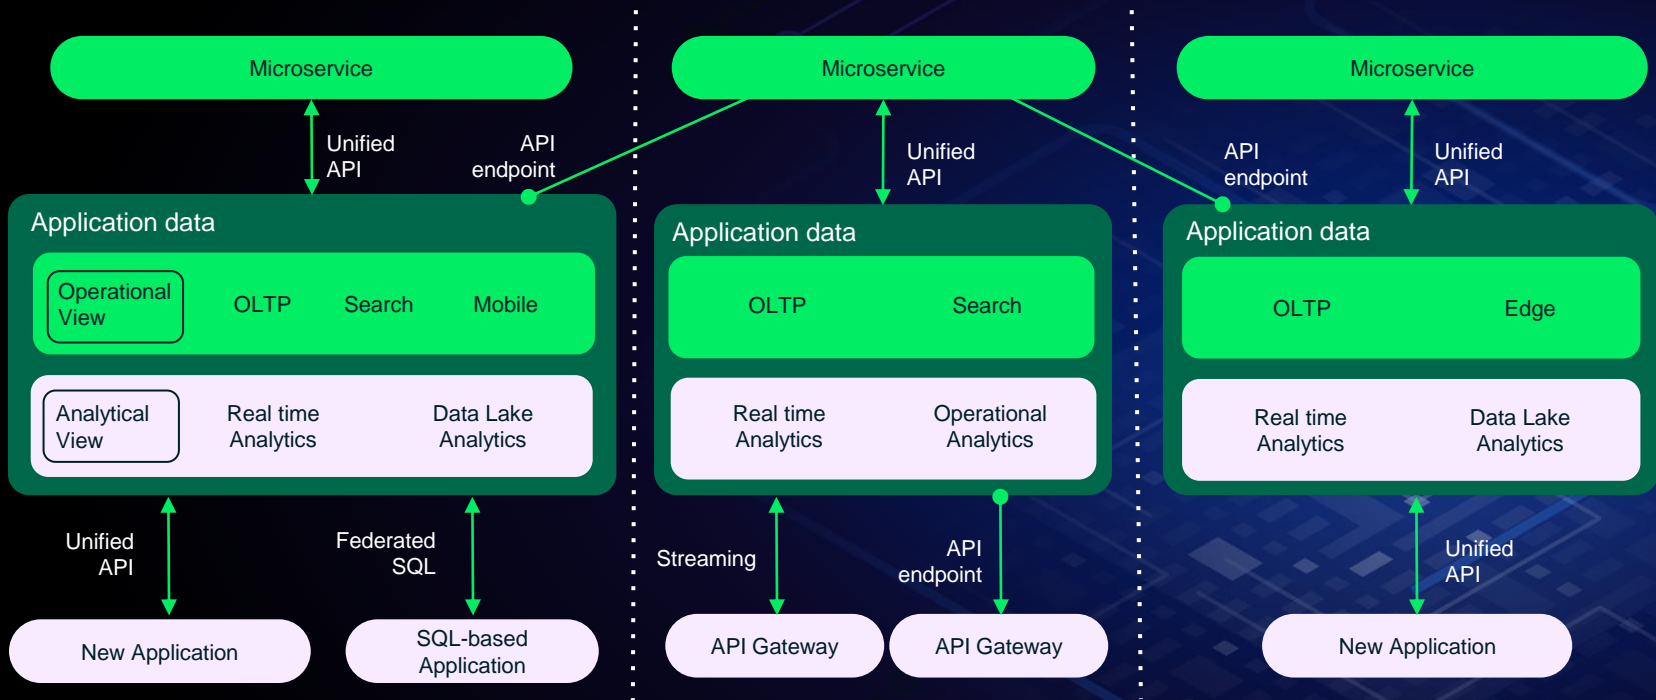 Microservice
Microservice
Microservice
Unified
API
API
endpoint
Unified
API
API
endpoint
Unified
API
Application data
Operational
View
OLTP
Search
Mobile
Analytical
View
Real time
Analytics
Data Lake
Analytics
Application data
OLTP
Search
Real time
Analytics
Operational
Analytics
Application data
OLTP
Edge
Real time
Analytics
Data Lake
Analytics
Unified
API
Federated
SQL
Streaming
API
endpoint
Unified
API
New Application
SQL-based
Application
API Gateway
API Gateway
New Application